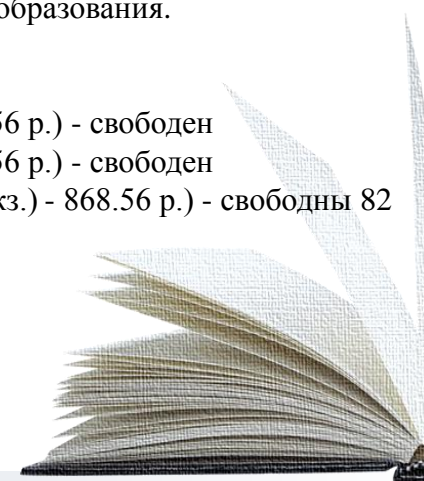 образования.
56 р.) - свободен
56 р.) - свободен
кз.) - 868.56 р.) - свободны 82